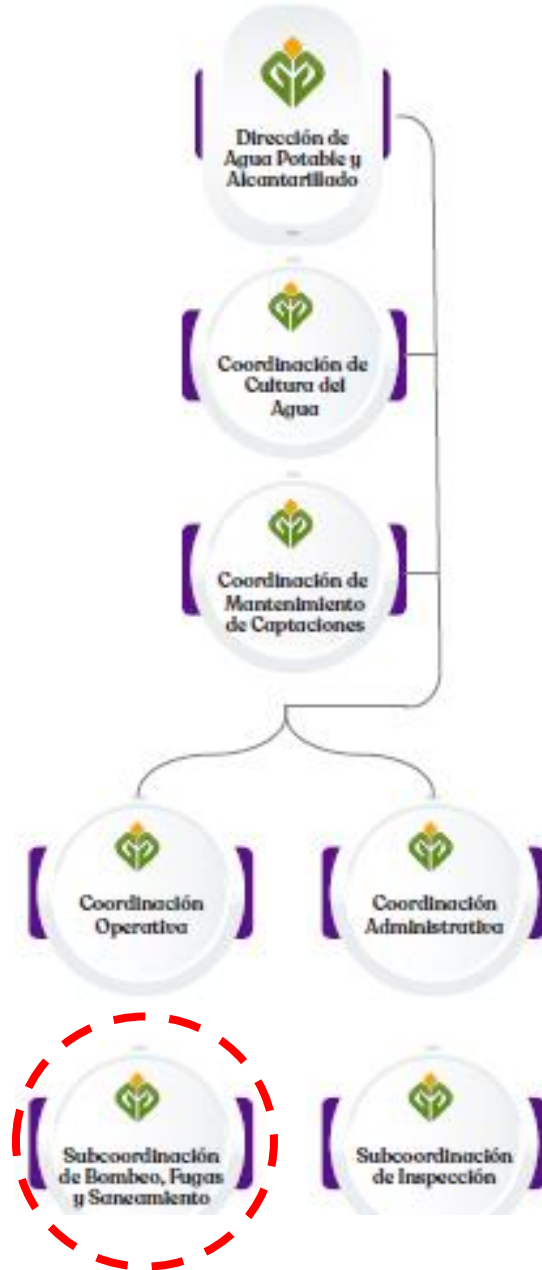 Dirección de
Agua Potable y
Alcantarillado
Coordinación de
Cultura del
Agua
Coordinación de
Mantenimiento
de Captaciones
Coordinación
Operativa
Coordinación
Administrativa
Subcoordinación
de Bombeo, Fugas
y Saneamiento
Subcoordinación
de Inspección